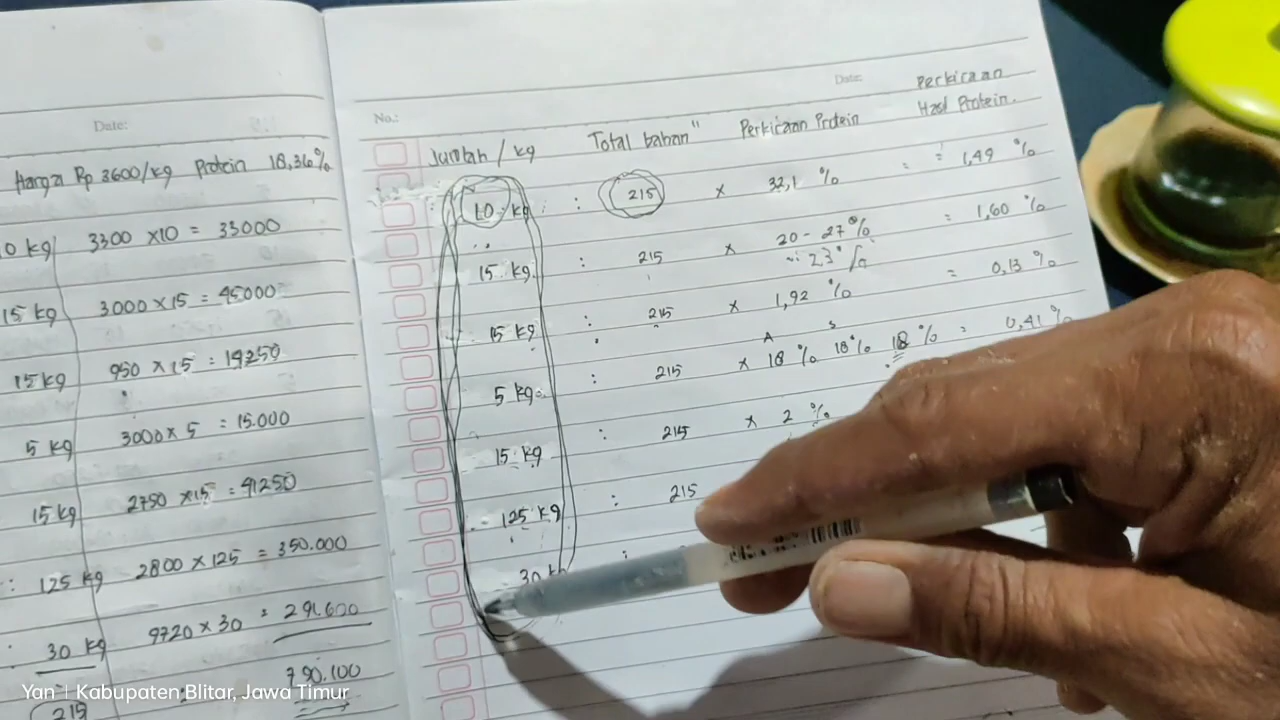 Date:
Harga Rp 3600/kg Protein 18,36%
0 kg 3300 x10 = 33000
15 kg 3000 x 15 = 45000
15 kg 950 x 15 = 14250
5 kg 3000 x 5 = 15.000
15 kg 2750 x15 = 41250
: 125 kg 2800 x 125 = 350.000
: 30 kg 9720 x 30 = 291.600
790.100
215
No.:
Date:
Jumlah / kg Total bahan" Perkiraan Protein Perkiraan Hasil Protein.
10 kg : 215 x 32,1 % = 1,49 %
15 kg : 215 x 20 - 27 % = 1,60 %
23 %
15 kg : 215 x 1,92 % = 0,13 %
A S
5 kg : 215 x 18 % 18 % 18 % = 0,41 %
15 kg : 215 x 2 %
125 kg : 215
30 :
Yan | Kabupaten Blitar, Jawa Timur